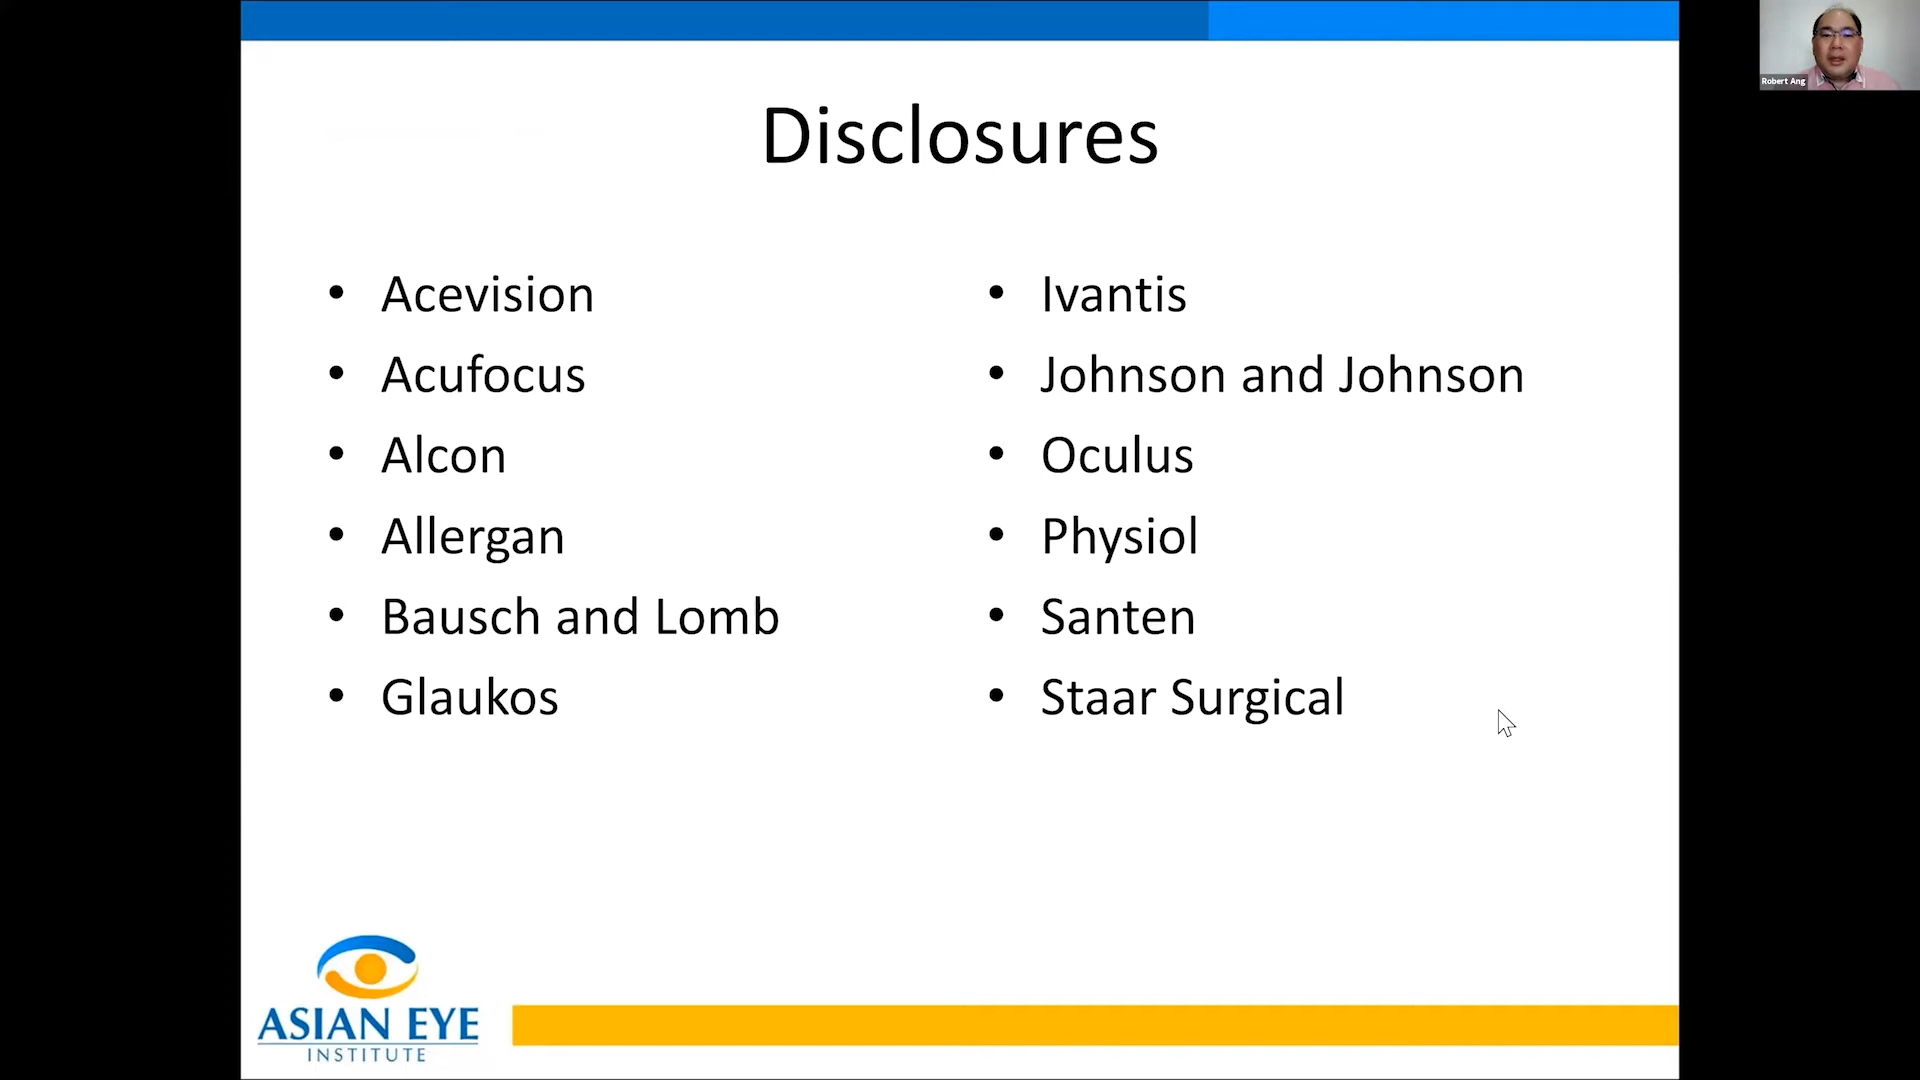 Robert Ang
Disclosures
• Acevision
• Acufocus
• Alcon
• Allergan
• Bausch and Lomb
• Glaukos
• Ivantis
• Johnson and Johnson
• Oculus
• Physiol
• Santen
• Staar Surgical
ASIAN EYE
INSTITUTE